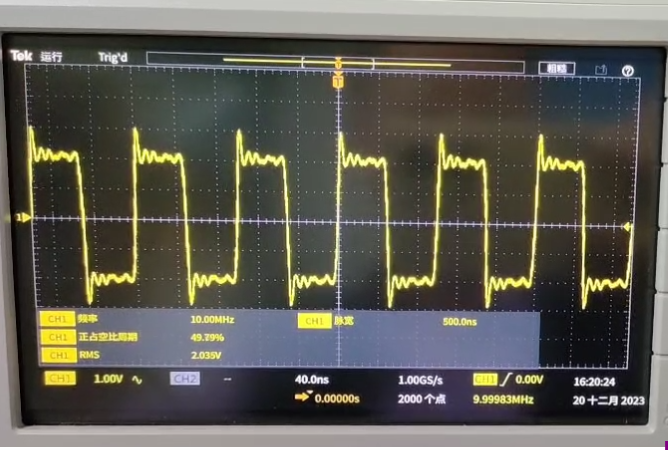 Tek 运行 Trig'd 粗糙
1
CH1 频率 10.00MHz CH1 脉宽 500.0ns
CH1 正占空比周期 49.79%
CH1 RMS 2.035V
CH1 1.00V CH2 -- 40.0ns 1.00GS/s CH1 0.00V 16:20:24
0.00000s 2000 个点 9.99983MHz 20 十二月 2023